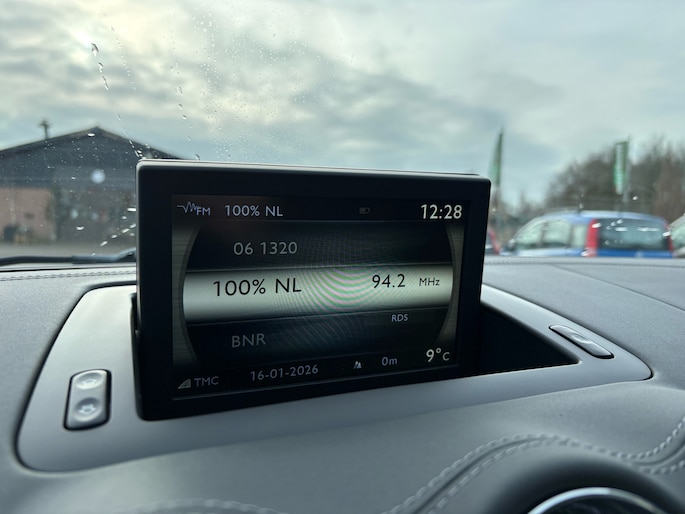 FM 100% NL 12:28
06 1320
100% NL 94.2 MHz
RDS
BNR
TMC 16-01-2026 0m 9°C